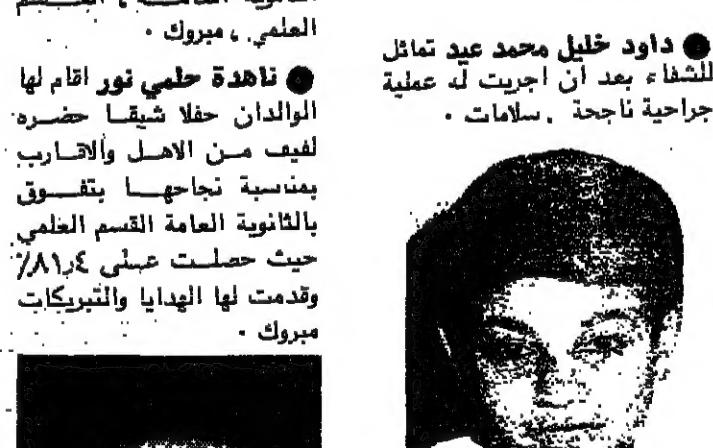 ● داود خليل محمد عيد تماثل
للشفاء بعد ان اجريت له عملية
جراحية ناجحة . سلامات .
العلمي ، مبروك .
● ناهدة حلمي نور اقام لها
الوالدان حفلا شيقا حضره
لفيف من الاهل والاقارب
بمناسبة نجاحها بتفوق
بالثانوية العامة القسم العلمي
حيث حصلت على ٨١٫٤٪
وقدمت لها الهدايا والتبريكات
مبروك .